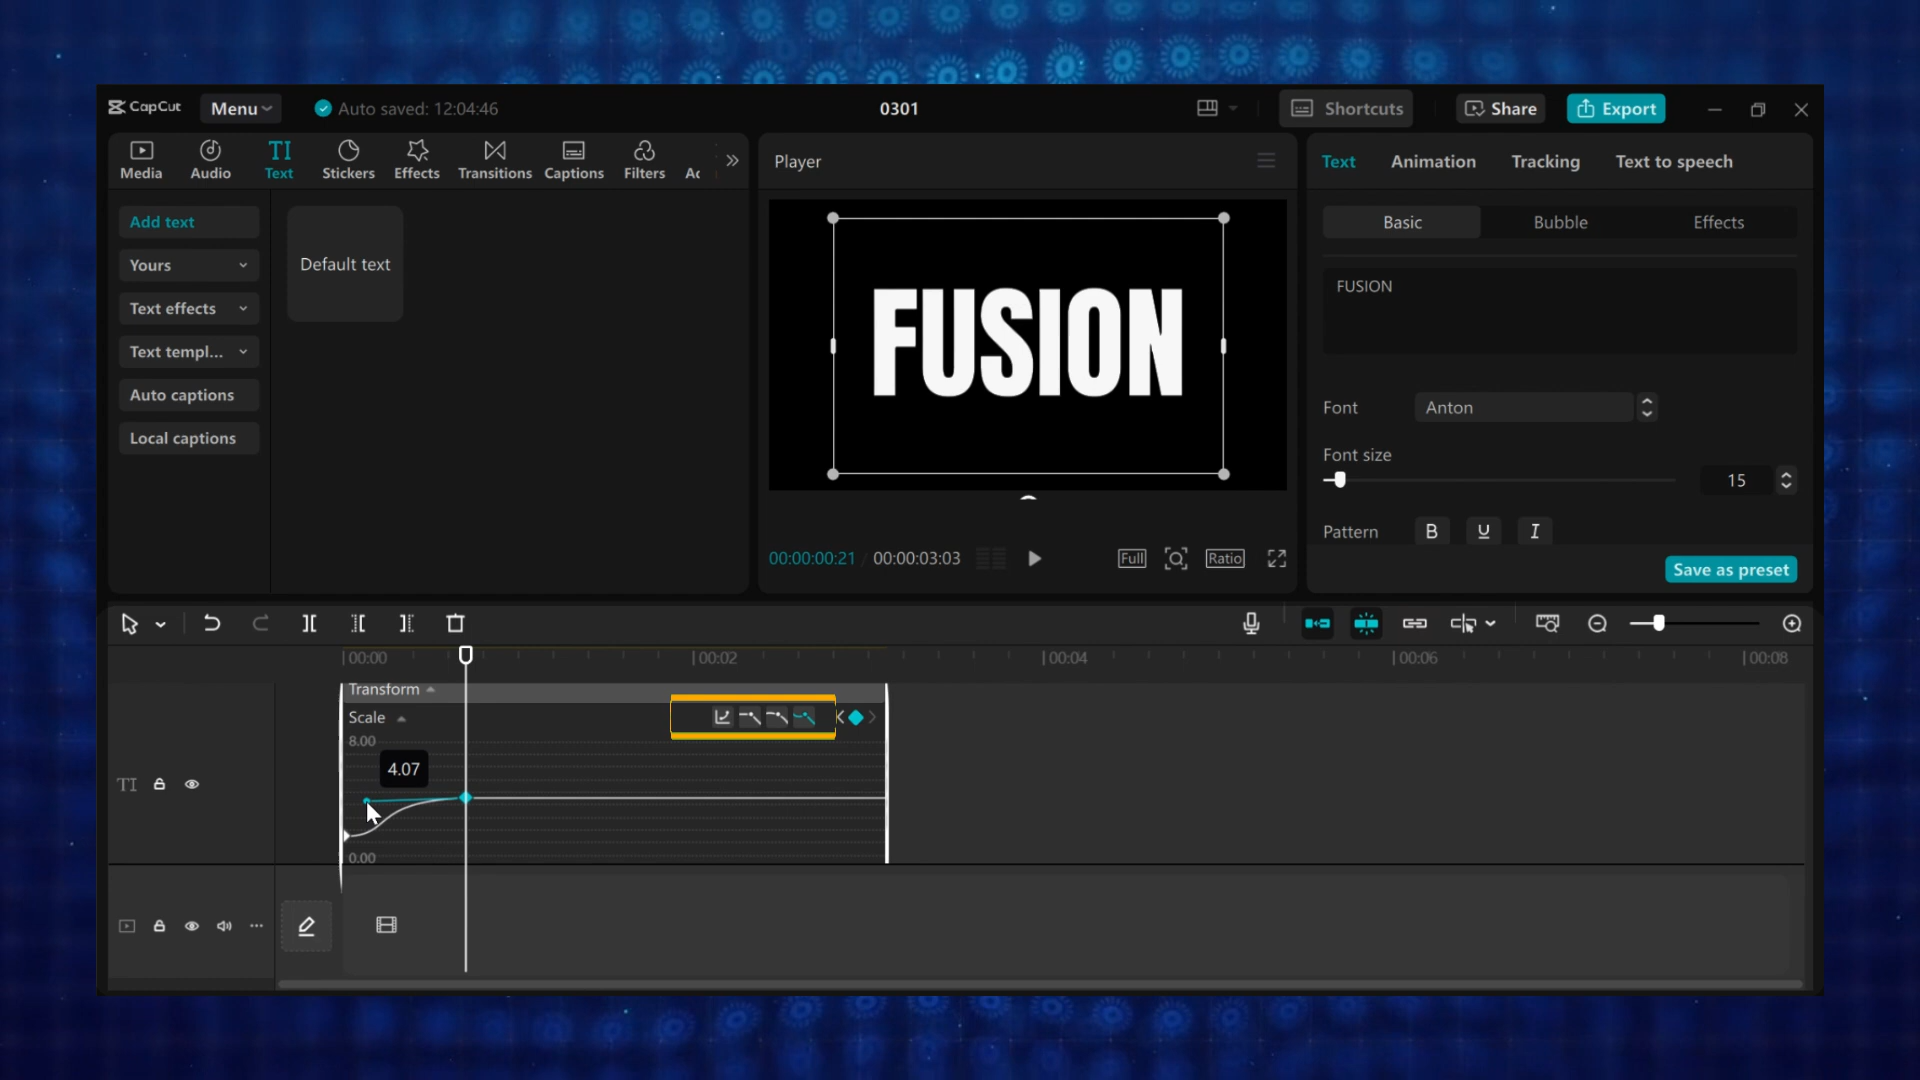 CapCut Menu Auto saved: 12:04:46 0301 Shortcuts Share Export
Media Audio Text Stickers Effects Transitions Captions Filters Ac
Add text
Yours
Text effects
Text templ...
Auto captions
Local captions
Default text
Player
FUSION
00:00:00:21 / 00:00:03:03 Full Ratio
Text Animation Tracking Text to speech
Basic Bubble Effects
FUSION
Font Anton
Font size
15
Pattern B U I
Save as preset
00:00 00:02 00:04 00:06 00:08
Transform
Scale
8.00
4.07
0.00
TI